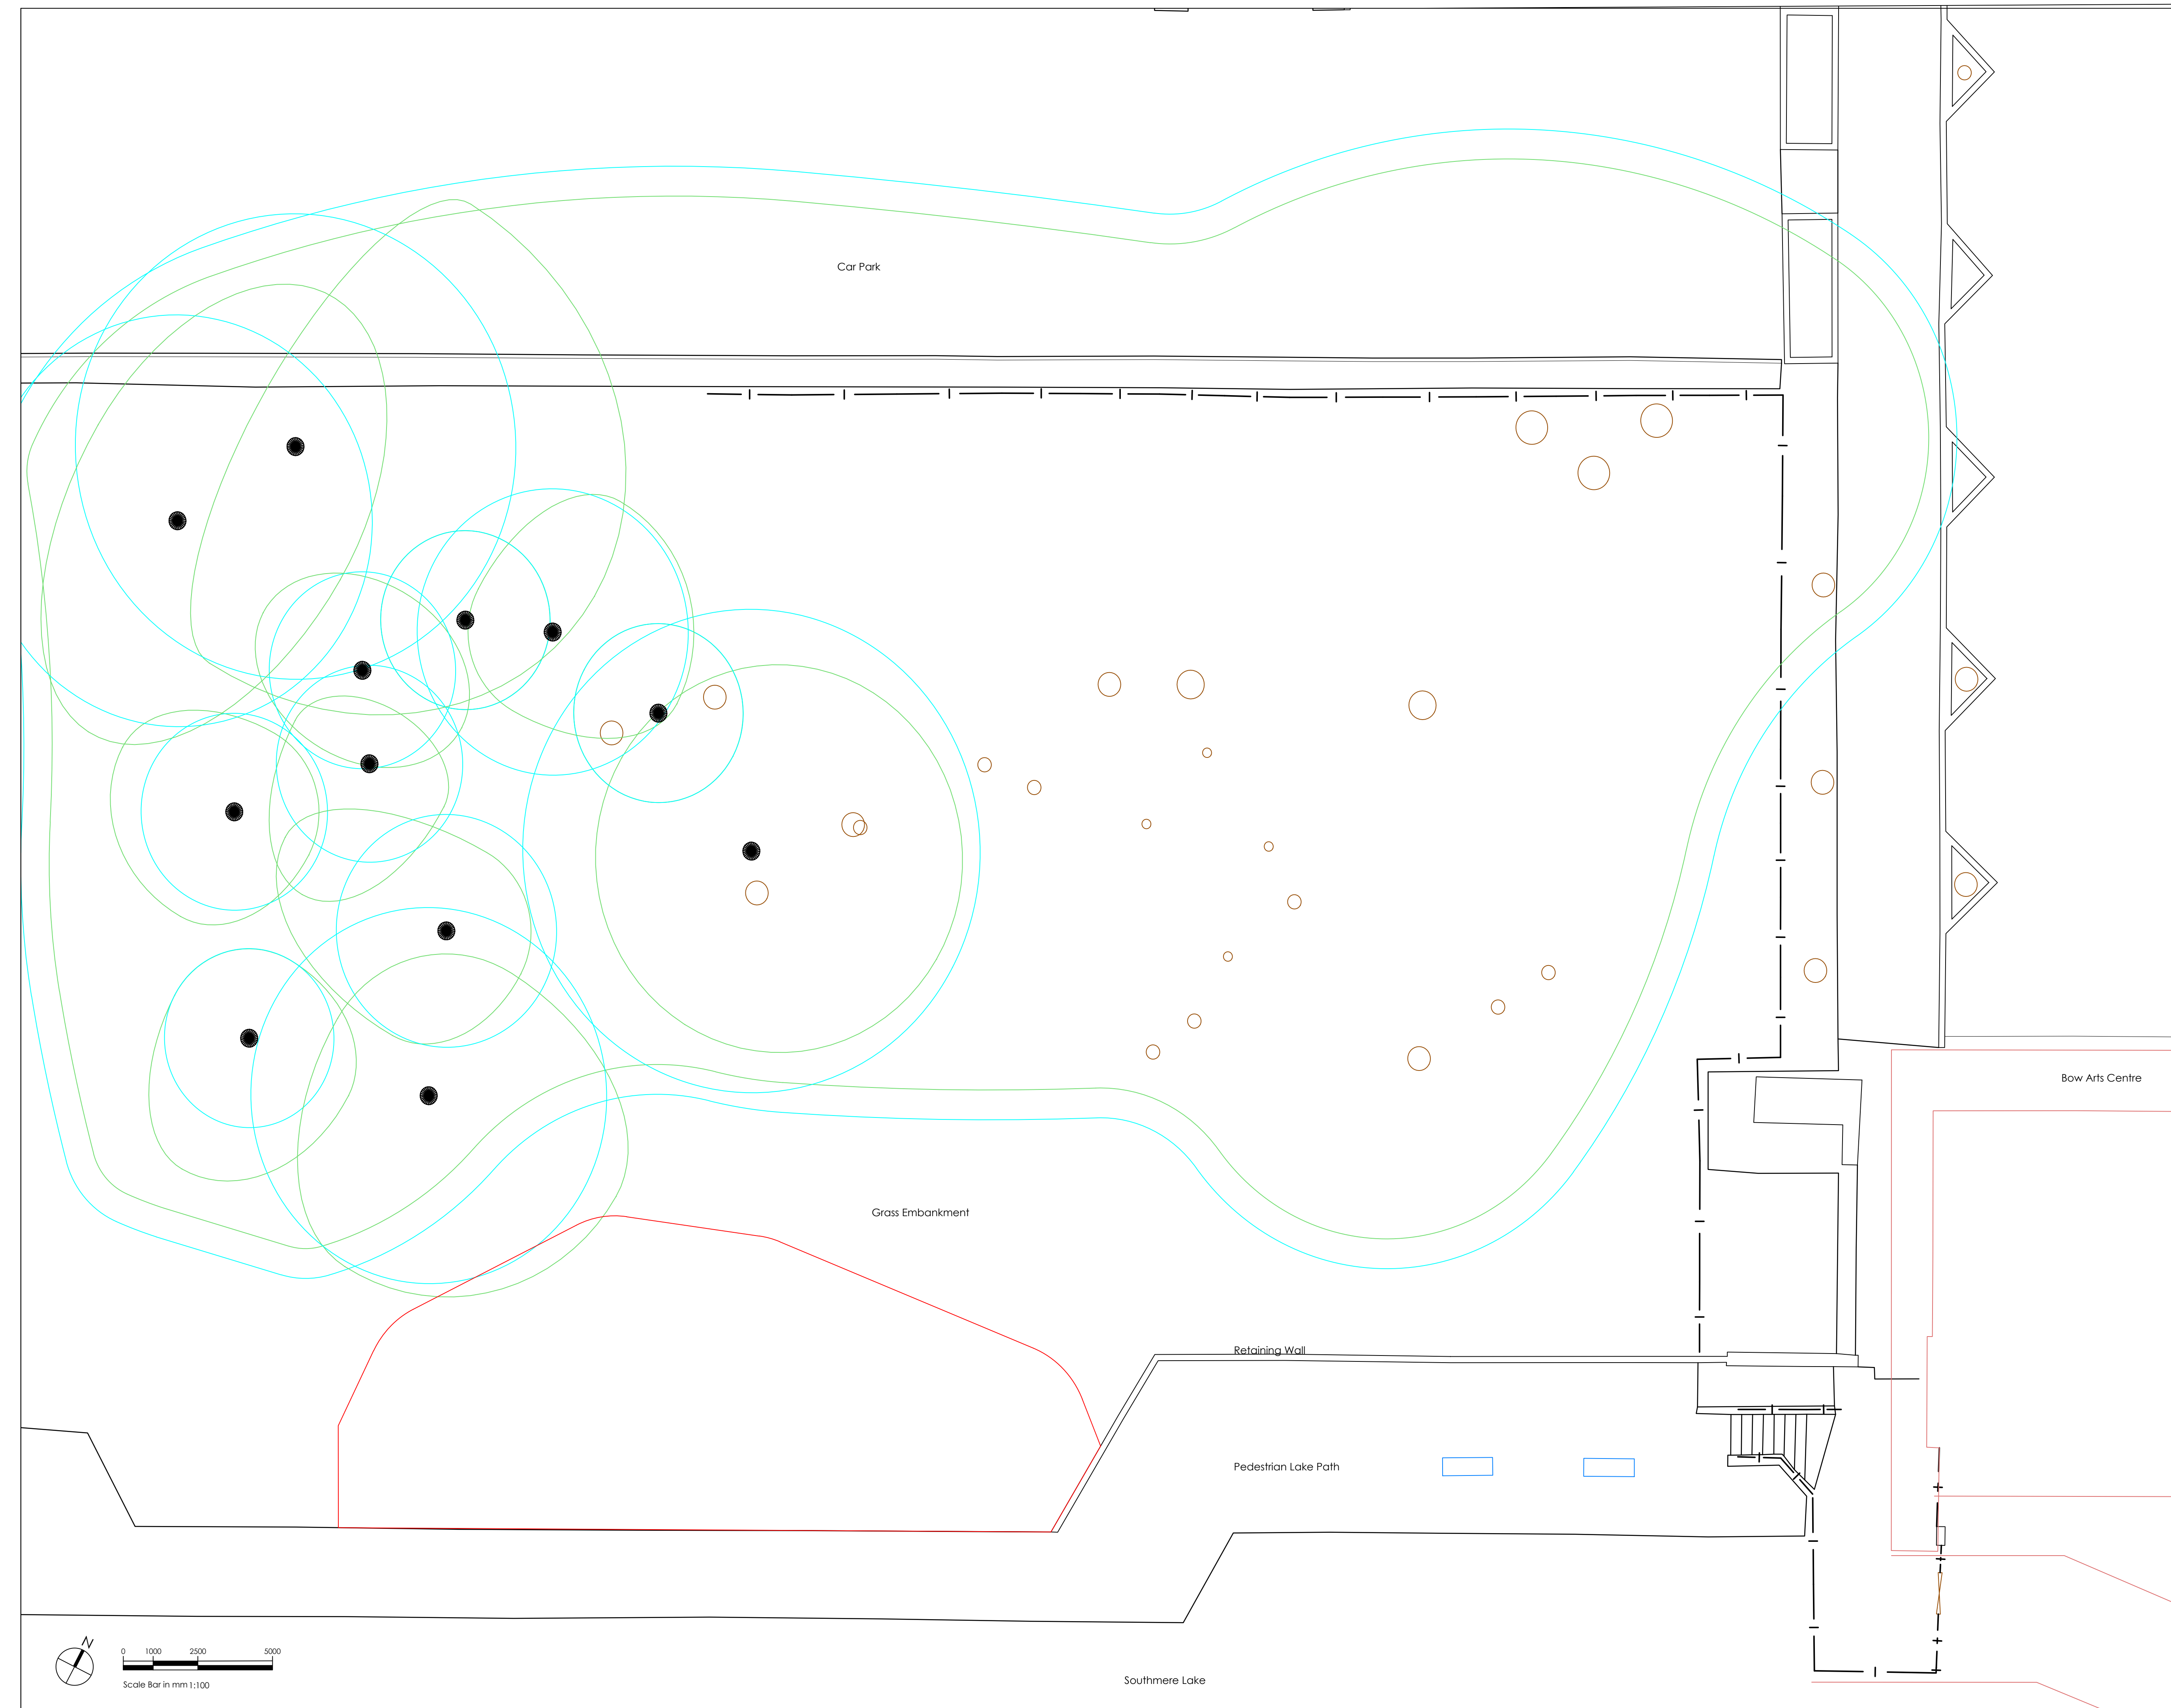 Car Park
Bow Arts Centre
Grass Embankment
Retaining Wall
Pedestrian Lake Path
N
0 1000 2500 5000
Scale Bar in mm 1:100
Southmere Lake